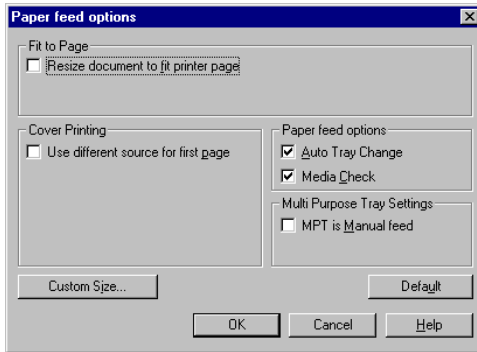 Paper feed options
Fit to Page
Resize document to fit printer page
Cover Printing
Use different source for first page
Paper feed options
Auto Tray Change
Media Check
Multi Purpose Tray Settings
MPT is Manual feed
Custom Size...
Default
OK
Cancel
Help